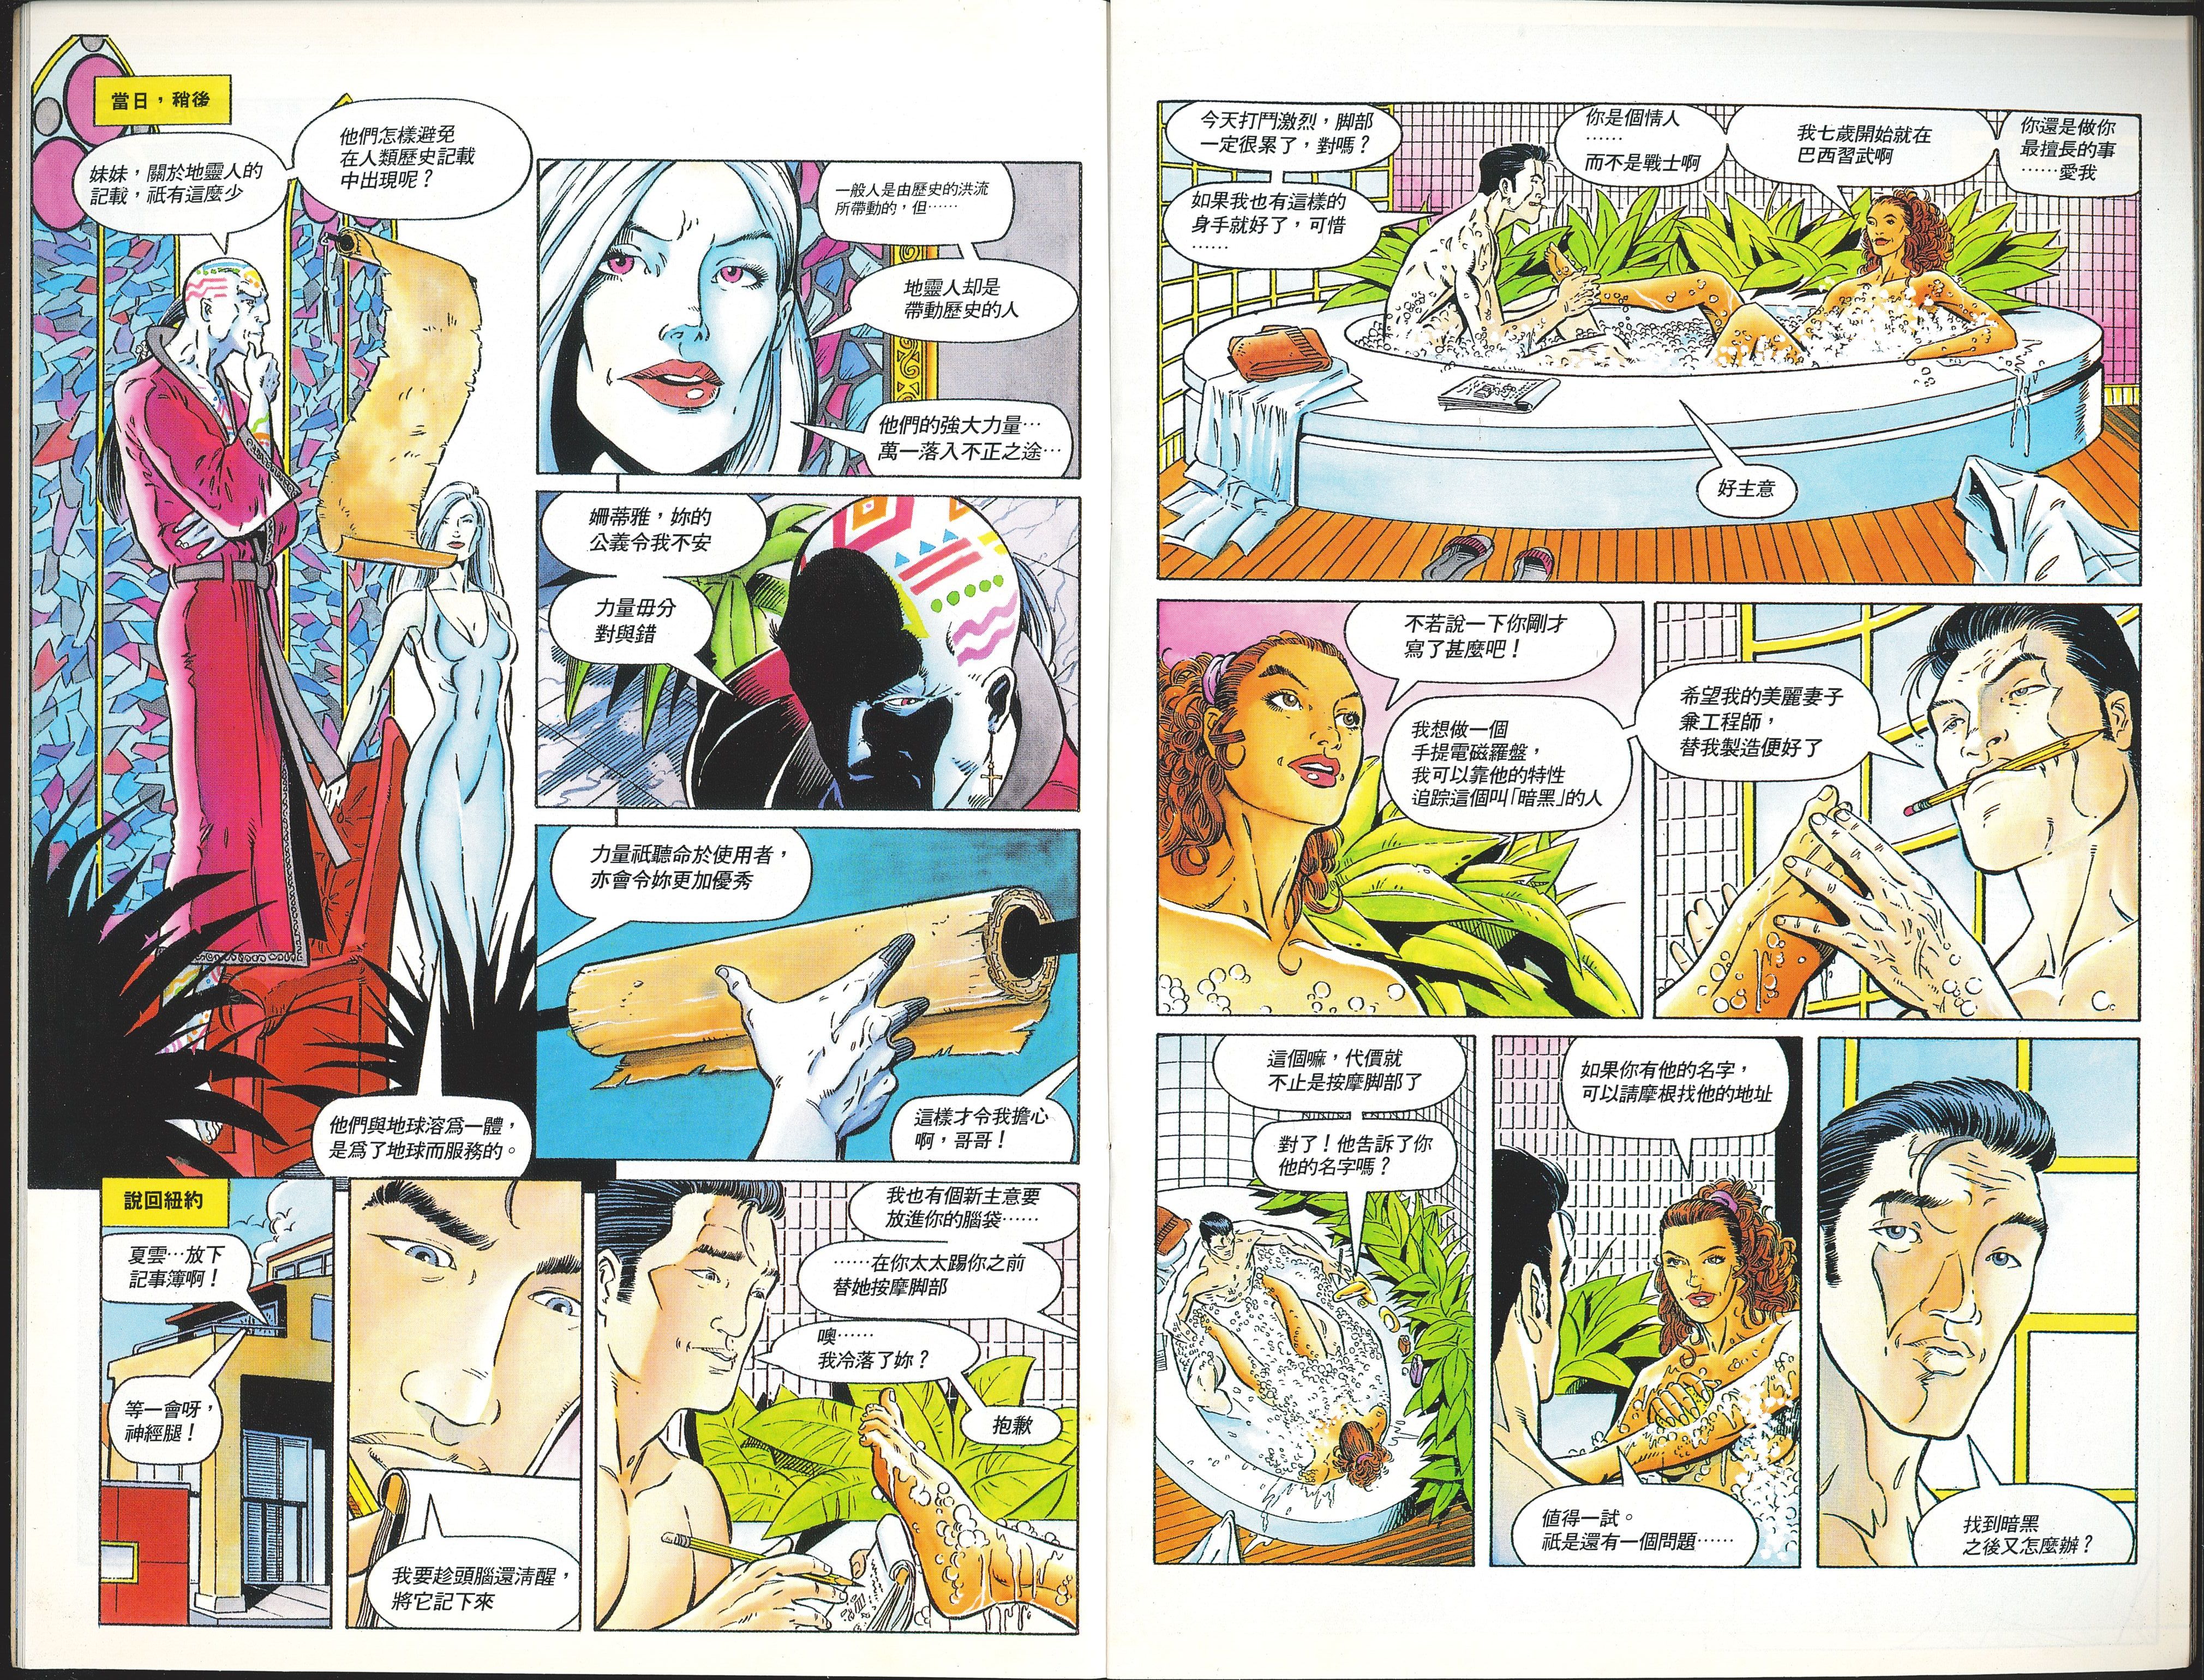 當日，稍後
妹妹，關於地靈人的
記載，祇有這麼少
他們怎樣避免
在人類歷史記載
中出現呢？
他們與地球溶爲一體，
是爲了地球而服務的。
一般人是由歷史的洪流
所帶動的，但……
地靈人却是
帶動歷史的人
他們的強大力量…
萬一落入不正之途…
姍蒂雅，妳的
公義令我不安
力量毋分
對與錯
力量祇聽命於使用者，
亦會令妳更加優秀
這樣才令我擔心
啊，哥哥！
說回紐約
夏雲…放下
記事簿啊！
等一會呀，
神經腿！
我要趁頭腦還淸醒，
將它記下來
我也有個新主意要
放進你的腦袋……
……在你太太踢你之前
替她按摩脚部
噢……
我冷落了妳？
抱歉
今天打鬥激烈，脚部
一定很累了，對嗎？
如果我也有這樣的
身手就好了，可惜
……
你是個情人
……
而不是戰士啊
我七歲開始就在
巴西習武啊
你還是做你
最擅長的事
……愛我
好主意
不若說一下你剛才
寫了甚麼吧！
我想做一個
手提電磁羅盤，
我可以靠他的特性
追踪這個叫「暗黑」的人
希望我的美麗妻子
兼工程師，
替我製造便好了
這個嘛，代價就
不止是按摩脚部了
對了！他告訴了你
他的名字嗎？
如果你有他的名字，
可以請摩根找他的地址
値得一試。
祇是還有一個問題……
找到暗黑
之後又怎麼辦？